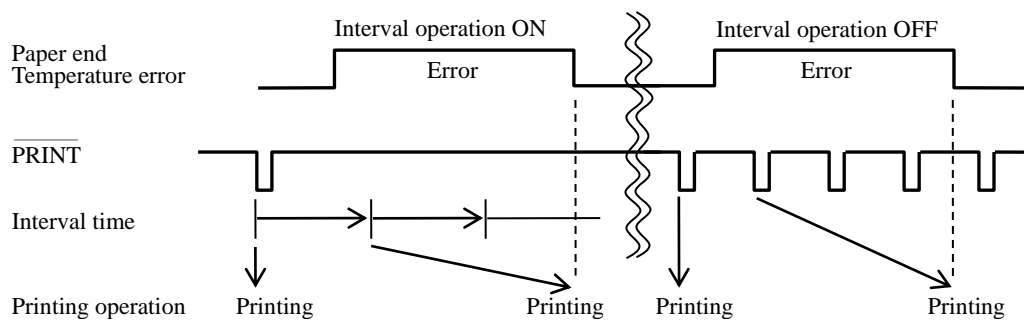 Interval operation ON
Interval operation OFF
Paper end
Temperature error
Error
Error
PRINT
Interval time
Printing operation
Printing
Printing
Printing
Printing